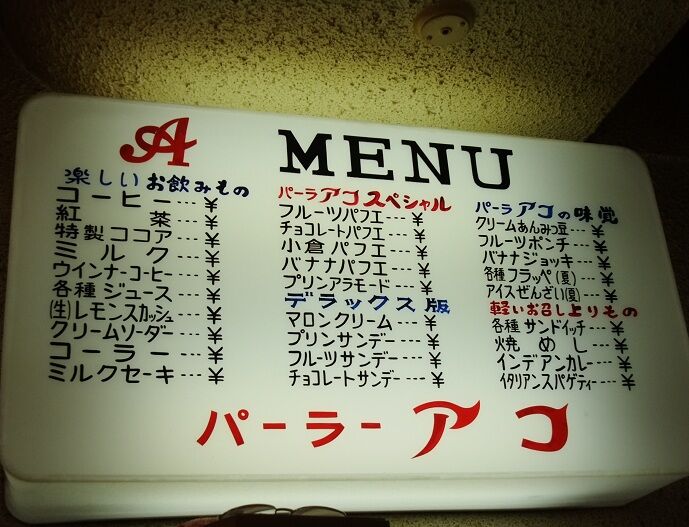 A MENU
楽しいお飲みもの
コーヒー---¥
紅茶---¥
特製ココア---¥
ミルク---¥
ウインナーコーヒー---¥
各種ジュース---¥
(生)レモンスカッシュ---¥
クリームソーダー---¥
コーラー---¥
ミルクセーキ---¥
パーラアコスペシャル
フルーツパフエ---¥
チョコレートパフエ---¥
小倉パフエ---¥
バナナパフエ---¥
プリンアラモード---¥
デラックス版
マロンクリーム---¥
プリンサンデー---¥
フルーツサンデー---¥
チョコレートサンデー---¥
パーラアコの味覚
クリームあんみつ豆---¥
フルーツポンチ---¥
バナナジョッキ---¥
各種フラッペ(夏)---¥
アイスぜんざい(夏)---¥
軽いお召し上りもの
各種サンドイッチ---¥
焼めし---¥
インデアンカレー---¥
イタリアンスパゲティー---¥
パーラーアコ